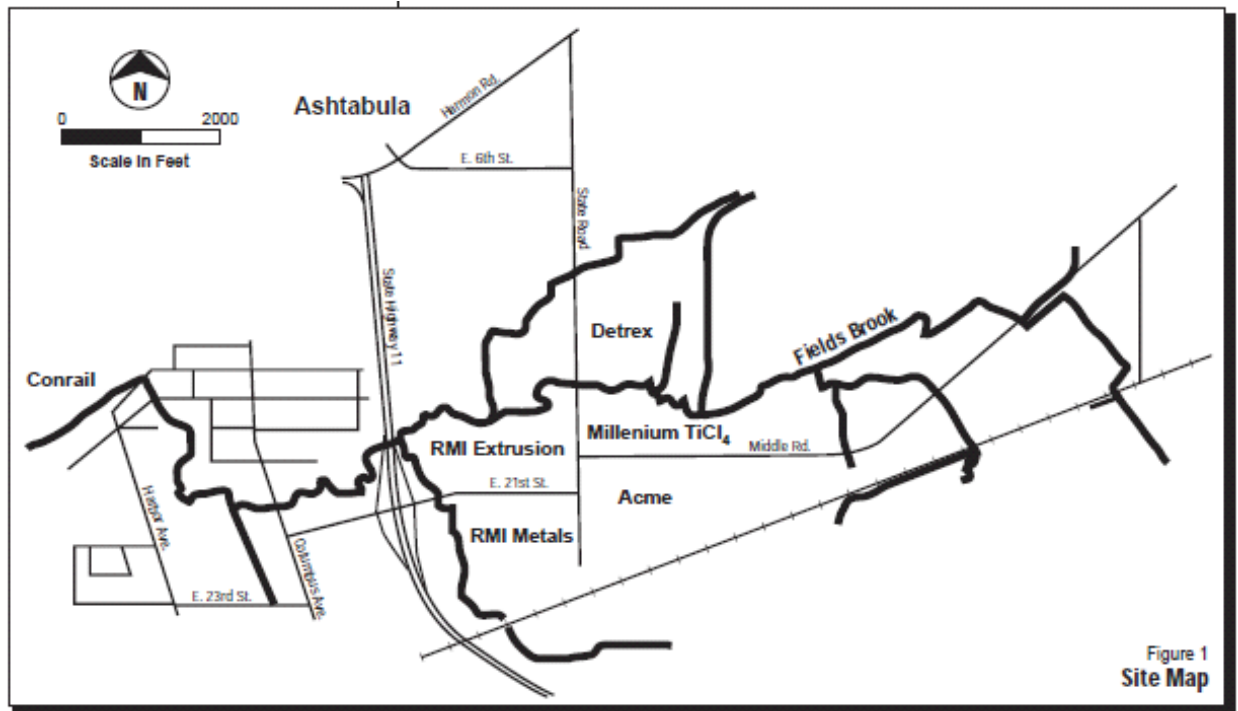 N
0 2000
Scale In Feet
Ashtabula
Harmon Rd.
E. 6th St.
State Road
State Highway 11
Detrex
Fields Brook
Conrail
RMI Extrusion
Millenium TiCl₄
Middle Rd.
E. 21st St.
Acme
Harbor Ave.
RMI Metals
Columbus Ave.
E. 23rd St.
Figure 1
Site Map